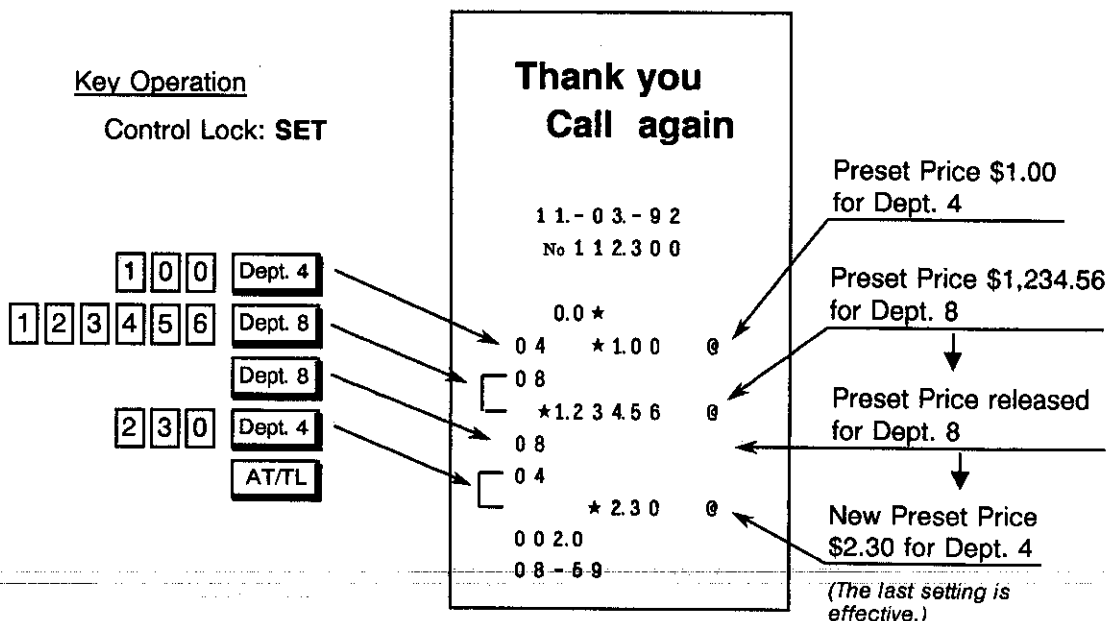 Key Operation
Control Lock: SET
1 0 0 Dept. 4
1 2 3 4 5 6 Dept. 8
Dept. 8
2 3 0 Dept. 4
AT/TL
Thank you
Call again
11.-03.-92
No 112.300
0.0★
04 ★1.00 @
08
★1.234.56 @
08
04
★2.30 @
002.0
08-59
Preset Price $1.00
for Dept. 4
Preset Price $1,234.56
for Dept. 8
Preset Price released
for Dept. 8
New Preset Price
$2.30 for Dept. 4
(The last setting is
effective.)